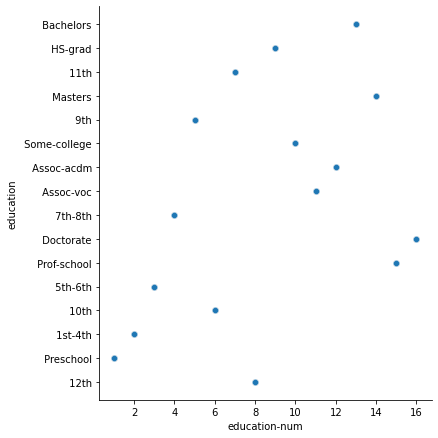 Bachelors
HS-grad
11th
Masters
9th
Some-college
Assoc-acdm
Assoc-voc
7th-8th
Doctorate
Prof-school
5th-6th
10th
1st-4th
Preschool
12th
education
2 4 6 8 10 12 14 16
education-num